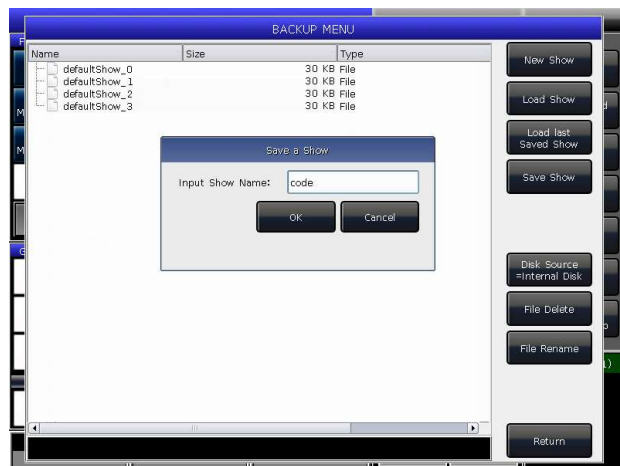 BACKUP MENU
Name Size Type
defaultShow_0 30 KB File
defaultShow_1 30 KB File
defaultShow_2 30 KB File
defaultShow_3 30 KB File
Save a Show
Input Show Name: code
OK Cancel
New Show
Load Show
Load last
Saved Show
Save Show
Disk Source
=Internal Disk
File Delete
File Rename
Return